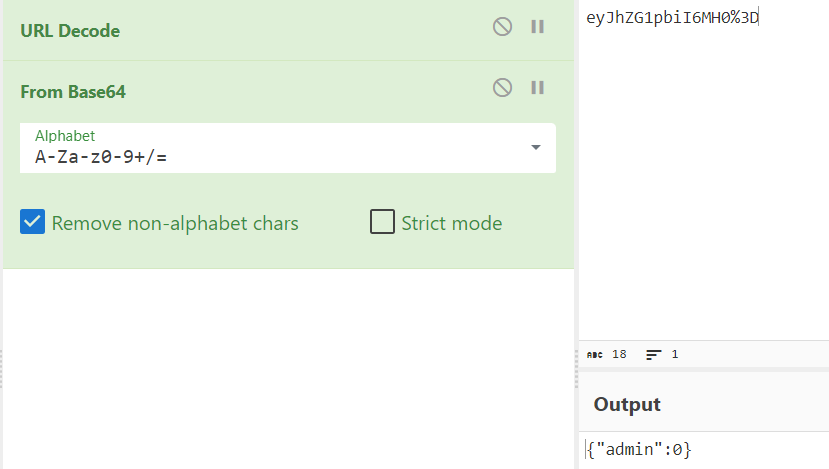 URL Decode
From Base64
Alphabet
A-Za-z0-9+/=
Remove non-alphabet chars
Strict mode
eyJhZG1pbiI6MH0%3D
ABC 18 1
Output
{"admin":0}